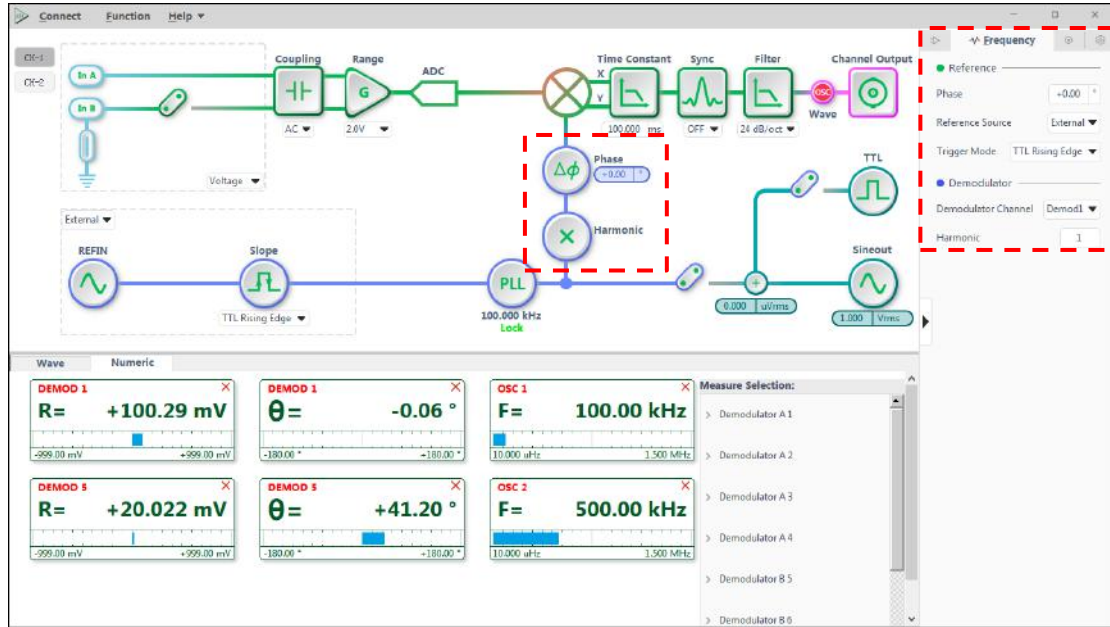 Connect Function Help
CH-1
CH-2
In A
In B
Voltage
Coupling
AC
Range
G
2.0V
ADC
X
Y
Time Constant
100.000 ms
Sync
OFF
Filter
24 dB/oct
OSC
Wave
Channel Output
Δϕ
Phase
+0.00 °
Harmonic
TTL
External
REFIN
Slope
TTL Rising Edge
PLL
100.000 kHz
Lock
0.000 uVrms
Sineout
1.000 Vrms
Frequency
Reference
Phase +0.00 °
Reference Source External
Trigger Mode TTL Rising Edge
Demodulator
Demodulator Channel Demod1
Harmonic 1
Wave Numeric
DEMOD 1
R= +100.29 mV
-999.00 mV +999.00 mV
DEMOD 1
θ= -0.06 °
-180.00 ° +180.00 °
OSC 1
F= 100.00 kHz
10.000 uHz 1.500 MHz
DEMOD 5
R= +20.022 mV
-999.00 mV +999.00 mV
DEMOD 5
θ= +41.20 °
-180.00 ° +180.00 °
OSC 2
F= 500.00 kHz
10.000 uHz 1.500 MHz
Measure Selection:
Demodulator A 1
Demodulator A 2
Demodulator A 3
Demodulator A 4
Demodulator B 5
Demodulator B 6